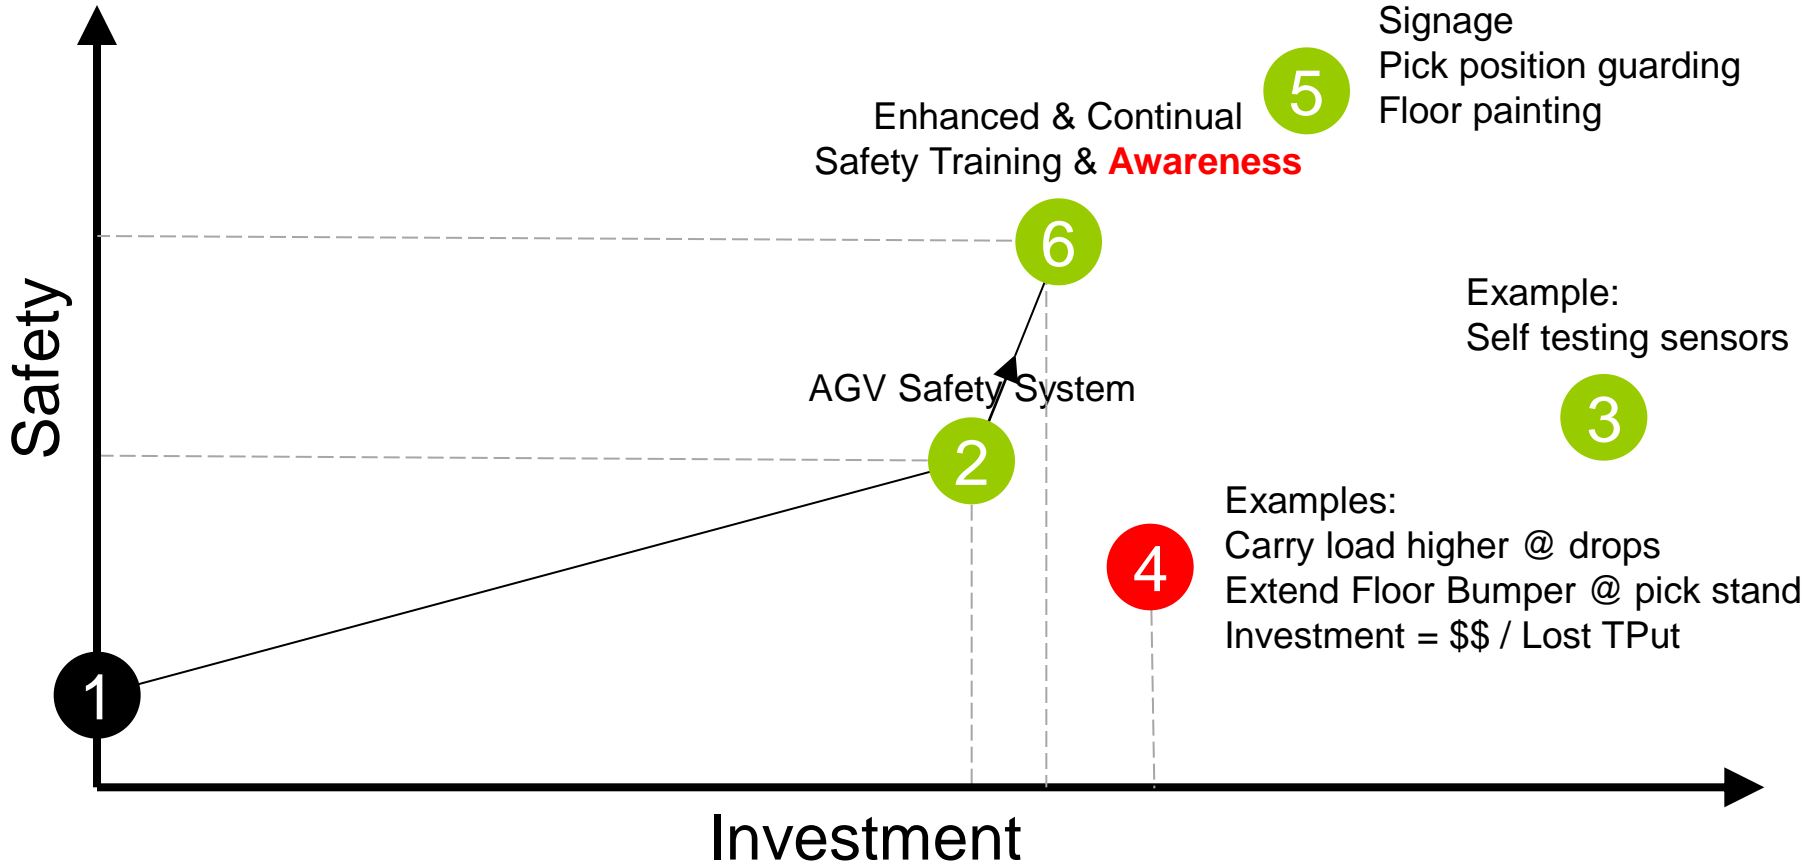 Signage
Pick position guarding
Floor painting
5
Enhanced & Continual
Safety Training & Awareness
6
Example:
Self testing sensors
3
AGV Safety System
2
Examples:
Carry load higher @ drops
Extend Floor Bumper @ pick stand
Investment = $$ / Lost TPut
4
1
Safety
Investment